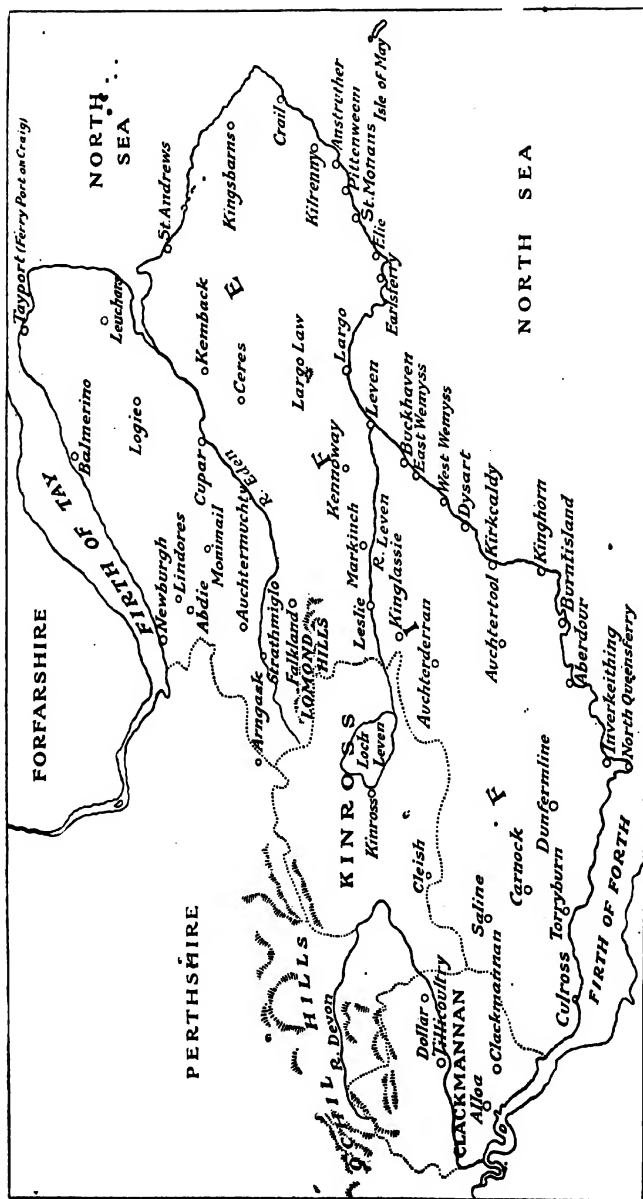 FORFARSHIRE
PERTHSHIRE
NORTH
SEA
FIRTH OF TAY
Tayport (Ferry Port on Craig)
Leuchars
Balmerino
Logie
St. Andrews
Kingsbarns
Crail
Kilrenny
Anstruther
Pittenweem
St. Monans
Isle of May
Elie
Earlsferry
Kemback
Ceres
Largo Law
Largo
Cupar
R. Eden
Newburgh
Lindores
Abdie
Monimail
Auchtermuchty
Strathmiglo
Falkland
LOMOND
HILLS
Arngask
Kennoway
Leven
Markinch
R. Leven
Leslie
Kinglassie
Buckhaven
East Wemyss
West Wemyss
Dysart
Kirkcaldy
Auchterderran
Auchtertool
Kinghorn
Burntisland
Aberdour
Inverkeithing
North Queensferry
F I F E
KINROSS
Loch
Leven
Kinross
Cleish
OCHIL HILLS
R. Devon
Dollar
Tillicoultry
CLACKMANNAN
Alloa
Clackmannan
Saline
Carnock
Dunfermline
Torryburn
Culross
FIRTH OF FORTH
NORTH SEA